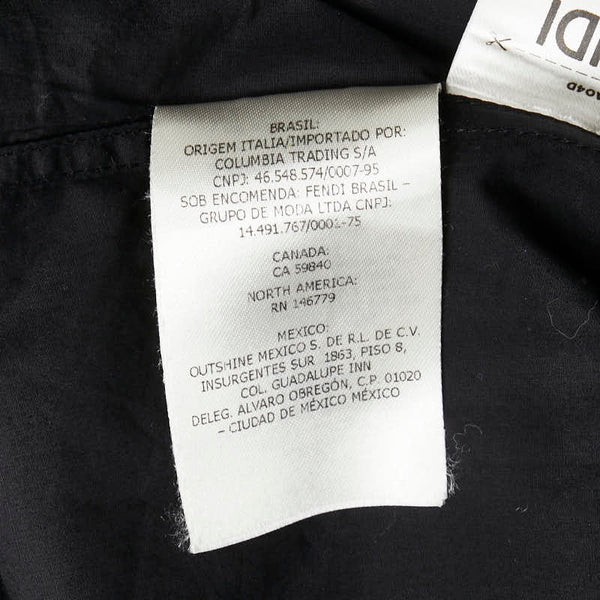 BRASIL:
ORIGEM ITALIA/IMPORTADO POR:
COLUMBIA TRADING S/A
CNPJ: 46.548.574/0007-95
SOB ENCOMENDA: FENDI BRASIL –
GRUPO DE MODA LTDA CNPJ:
14.491.767/0001-75
CANADA:
CA 59840
NORTH AMERICA:
RN 146779
MEXICO:
OUTSHINE MEXICO S. DE R.L. DE C.V.
INSURGENTES SUR 1863, PISO 8,
COL. GUADALUPE INN
DELEG. ALVARO OBREGÓN, C.P. 01020
– CIUDAD DE MÉXICO MÉXICO
NDI
A04D